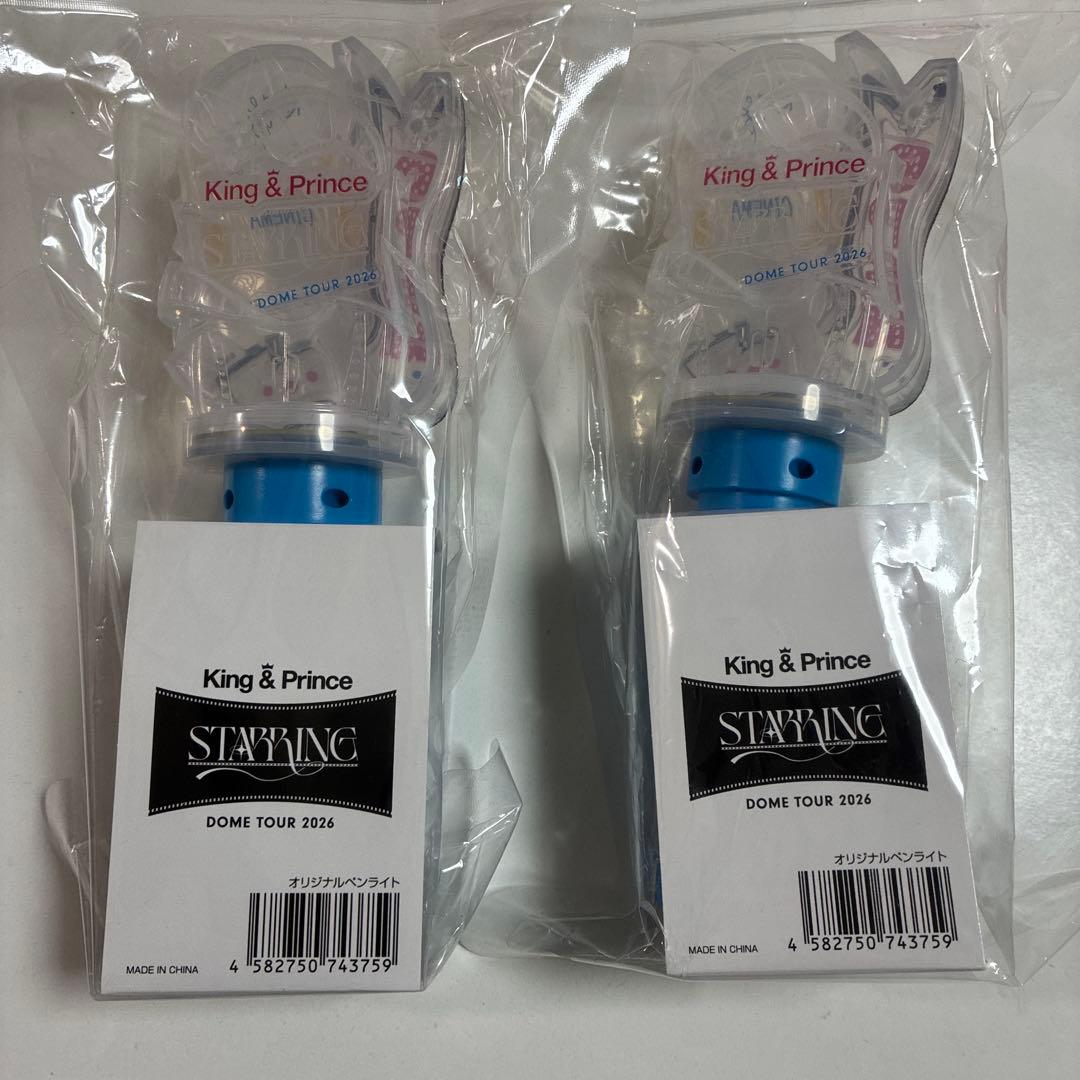 King & Prince
CINEMA
STARRING
DOME TOUR 2026
King & Prince
CINEMA
DOME TOUR 2026
King & Prince
STARRING
DOME TOUR 2026
オリジナルペンライト
MADE IN CHINA
4 582750 743759
King & Prince
STARRING
DOME TOUR 2026
オリジナルペンライト
MADE IN CHINA
4 582750 743759